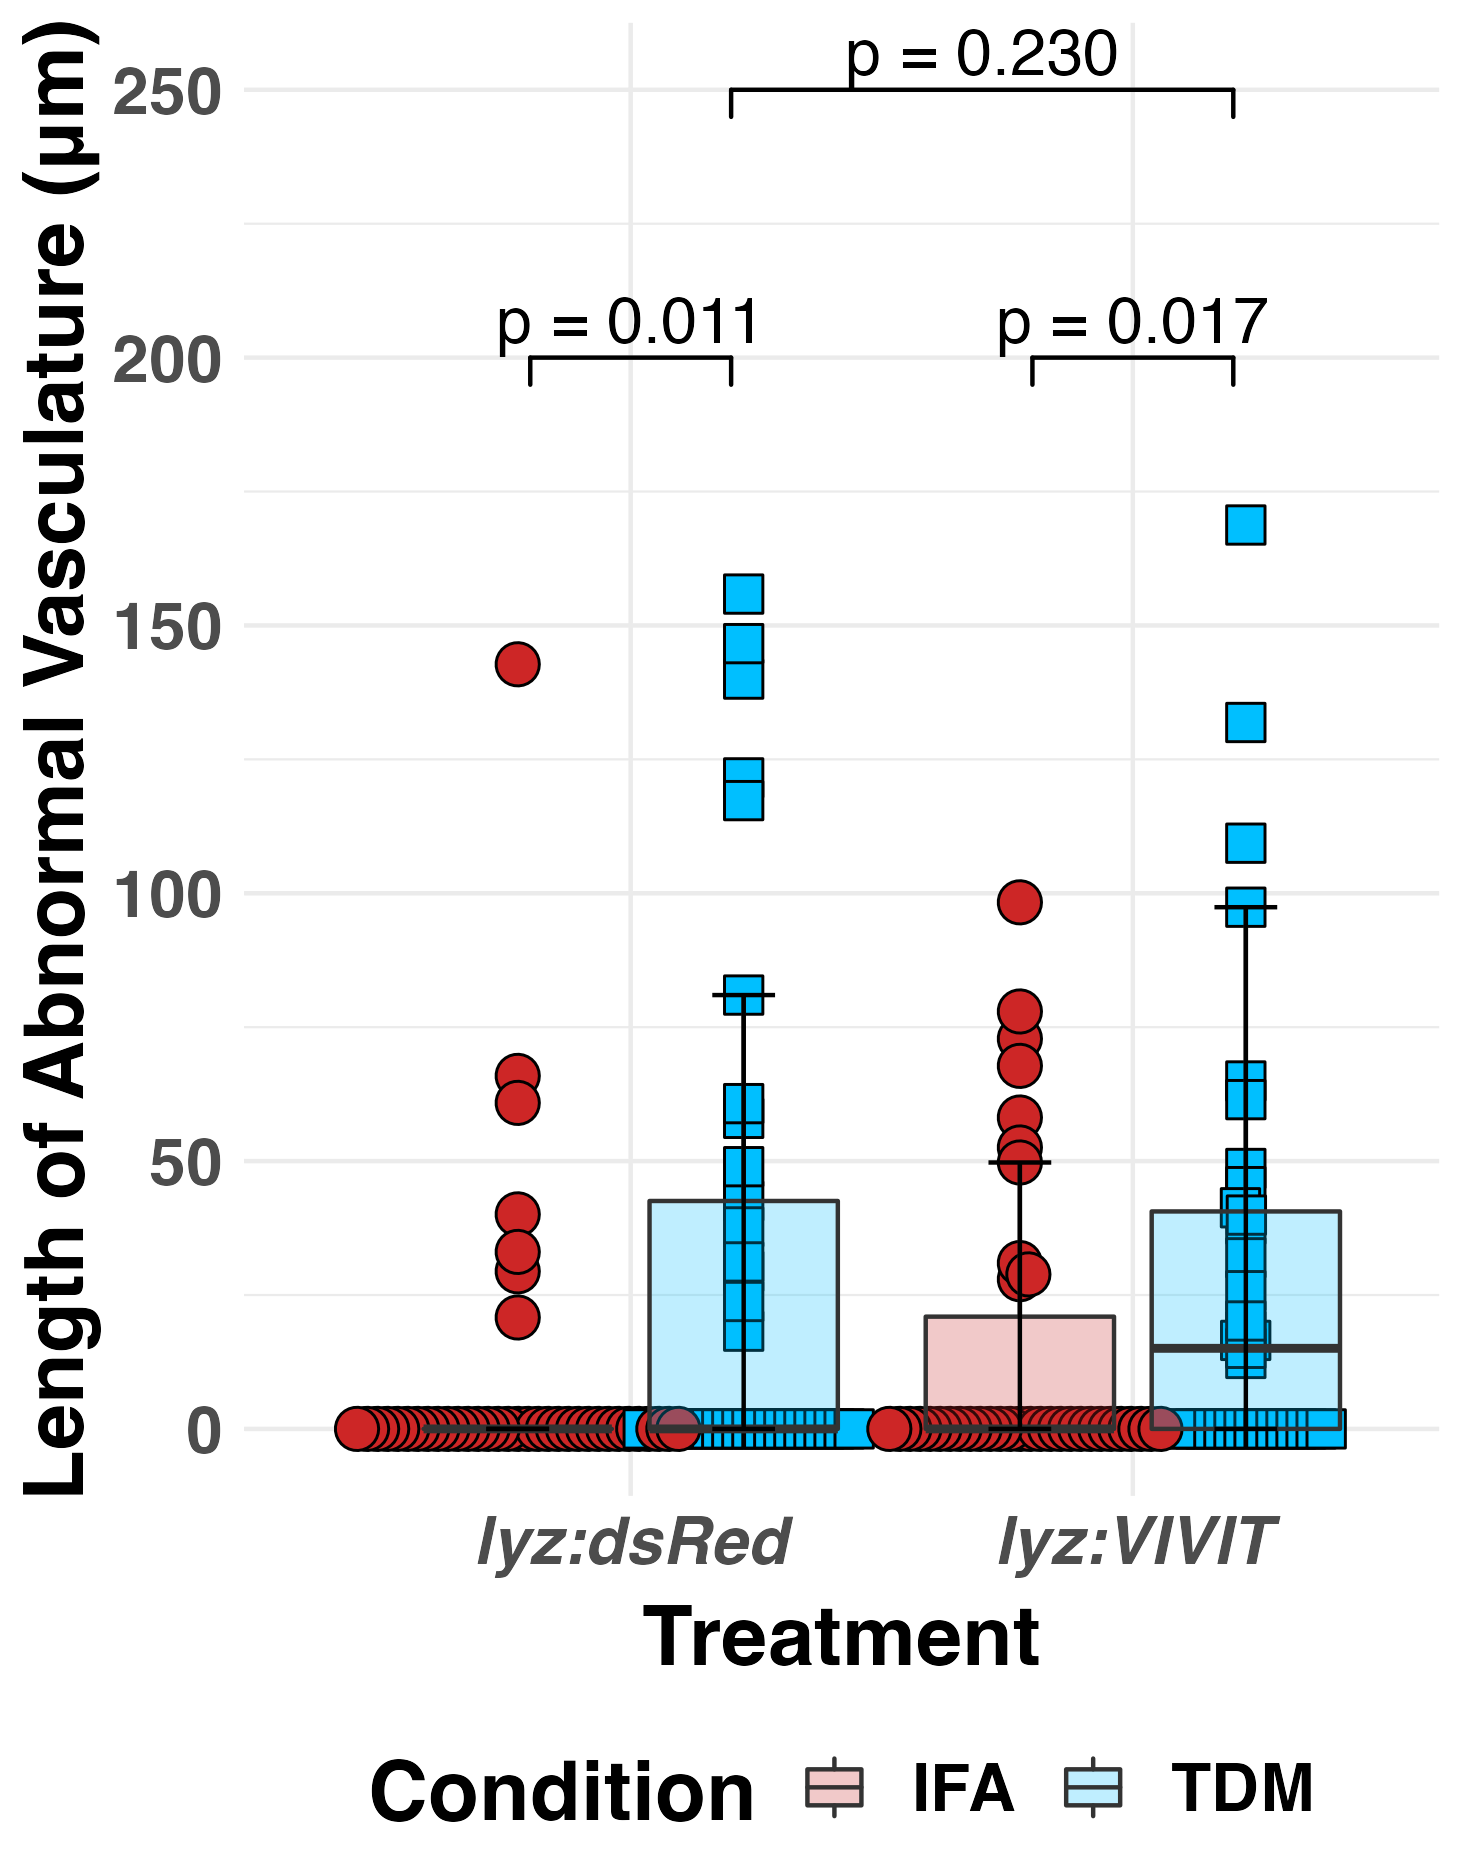 Length of Abnormal Vasculature (µm)
250
200
150
100
50
0
p = 0.230
p = 0.011
p = 0.017
lyz:dsRed
lyz:VIVIT
Treatment
Condition
IFA
TDM